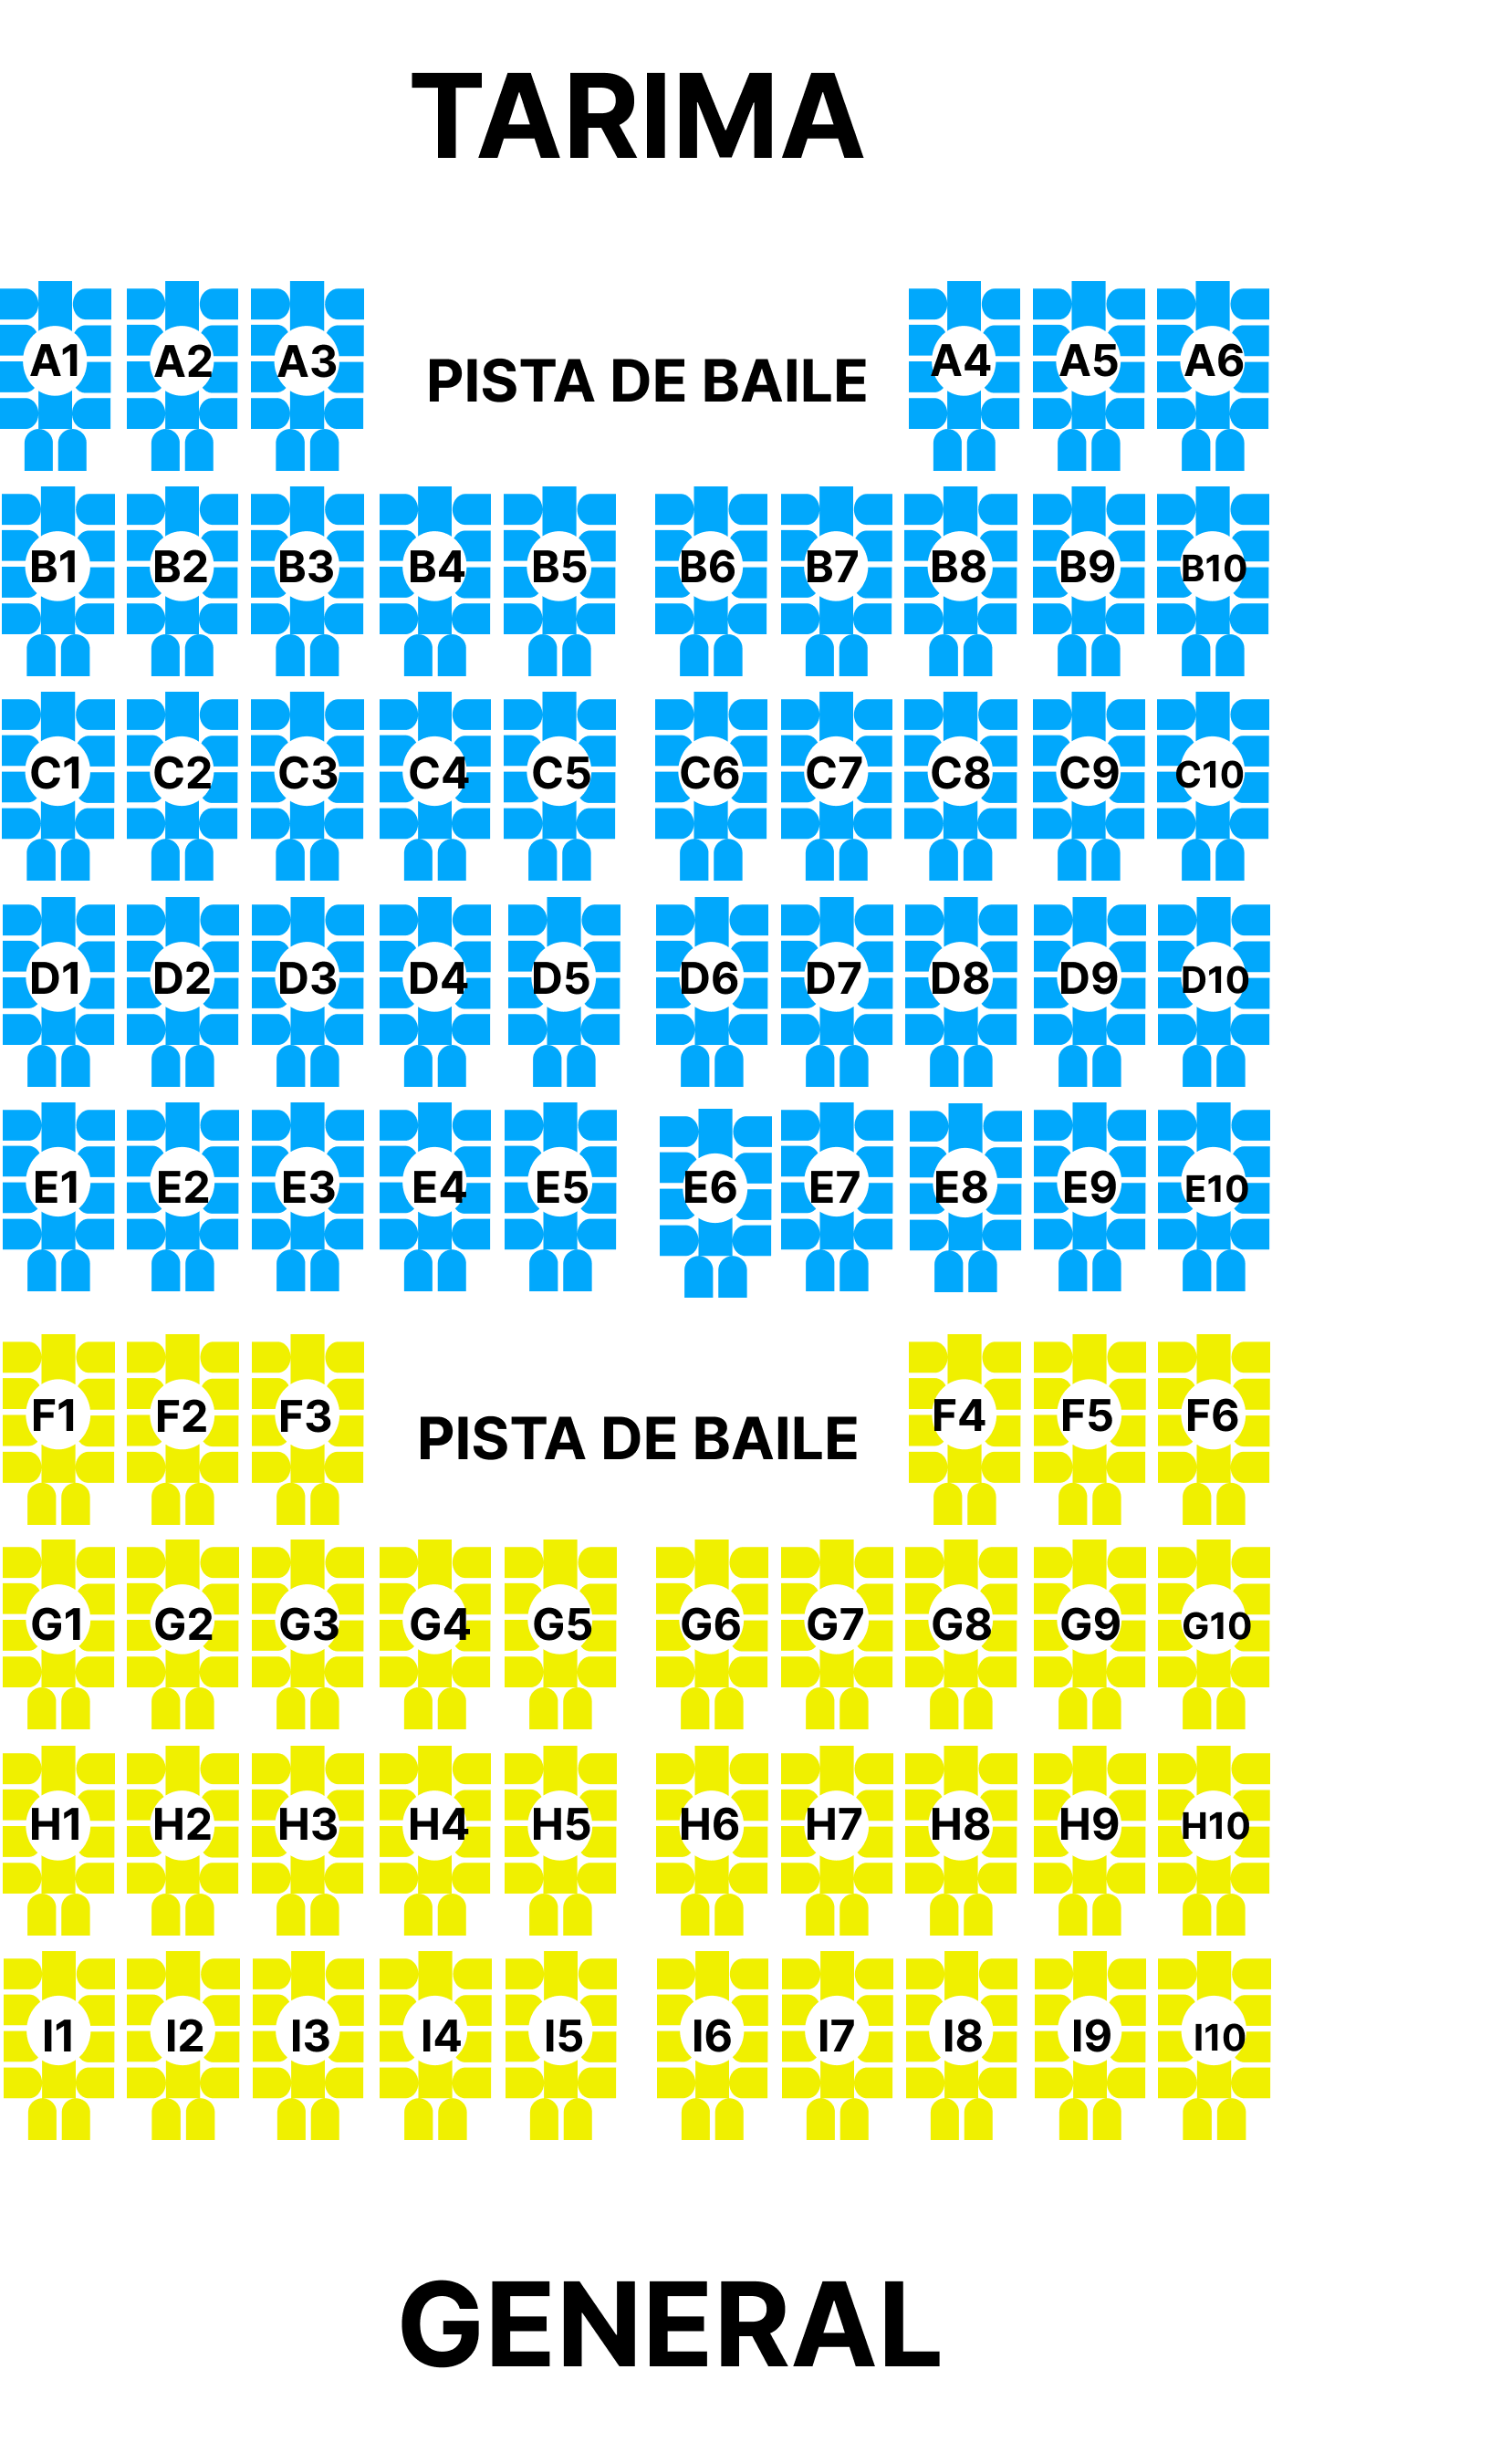 TARIMA
A1 A2 A3 PISTA DE BAILE A4 A5 A6
B1 B2 B3 B4 B5 B6 B7 B8 B9 B10
C1 C2 C3 C4 C5 C6 C7 C8 C9 C10
D1 D2 D3 D4 D5 D6 D7 D8 D9 D10
E1 E2 E3 E4 E5 E6 E7 E8 E9 E10
F1 F2 F3 PISTA DE BAILE F4 F5 F6
G1 G2 G3 G4 G5 G6 G7 G8 G9 G10
H1 H2 H3 H4 H5 H6 H7 H8 H9 H10
I1 I2 I3 I4 I5 I6 I7 I8 I9 I10
GENERAL